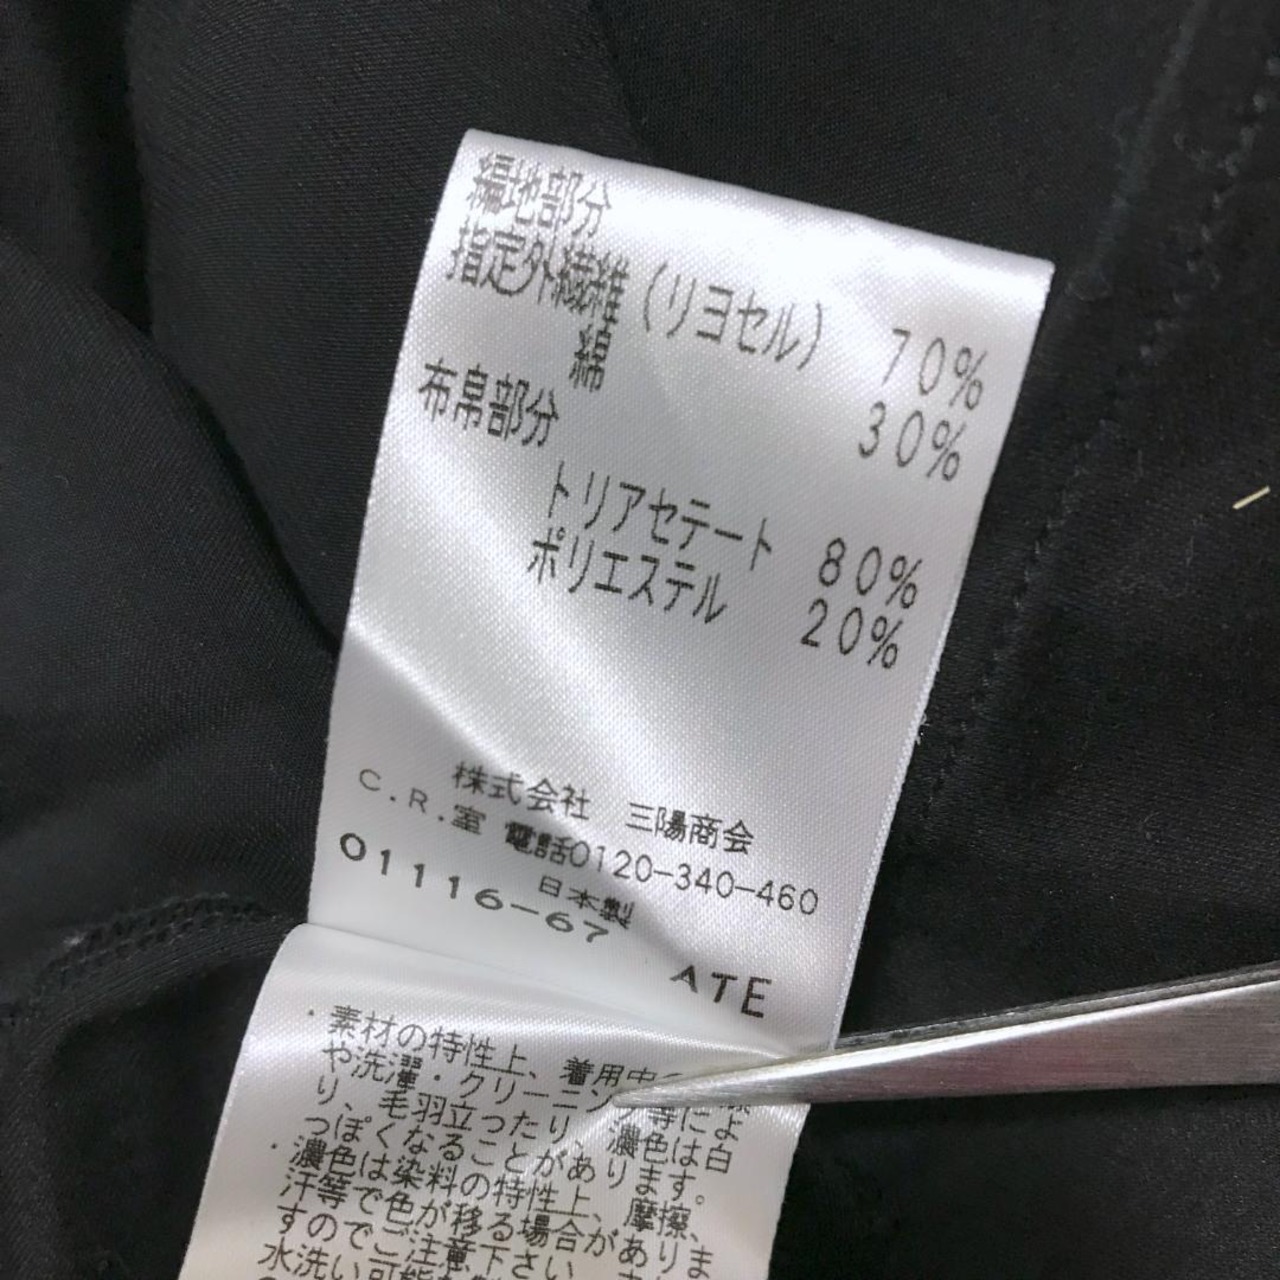 編地部分
指定外繊維（リヨセル） 70%
綿 30%
布帛部分
トリアセテート 80%
ポリエステル 20%
株式会社 三陽商会
C.R.室 電話0120-340-460
日本製
01116-67
ATE
・素材の特性上、着用中
や洗濯・クリーニング等によ
り、毛羽立ったり、濃色は白
っぽくなることがあります。
・濃色は染料の特性上、摩擦、
汗等で色が移る場合がありま
すのでご注意下さい
水洗い可能